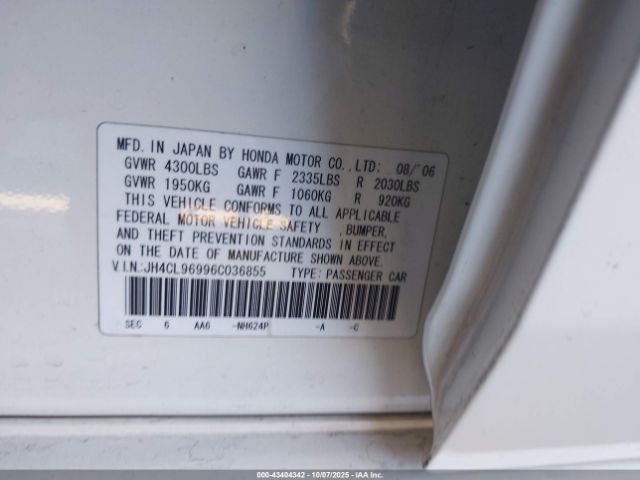 MFD. IN JAPAN BY HONDA MOTOR CO., LTD: 08/'06
GVWR 4300LBS GAWR F 2335LBS R 2030LBS
GVWR 1950KG GAWR F 1060KG R 920KG
THIS VEHICLE CONFORMS TO ALL APPLICABLE
FEDERAL MOTOR VEHICLE SAFETY , BUMPER,
AND THEFT PREVENTION STANDARDS IN EFFECT
ON THE DATE OF MANUFACTURE SHOWN ABOVE.
V.I.N.:JH4CL96996C036855 TYPE: PASSENGER CAR
SEC 6 AA6 -NH624P -A -C
000-43404342 - 10/07/2025 - IAA Inc.